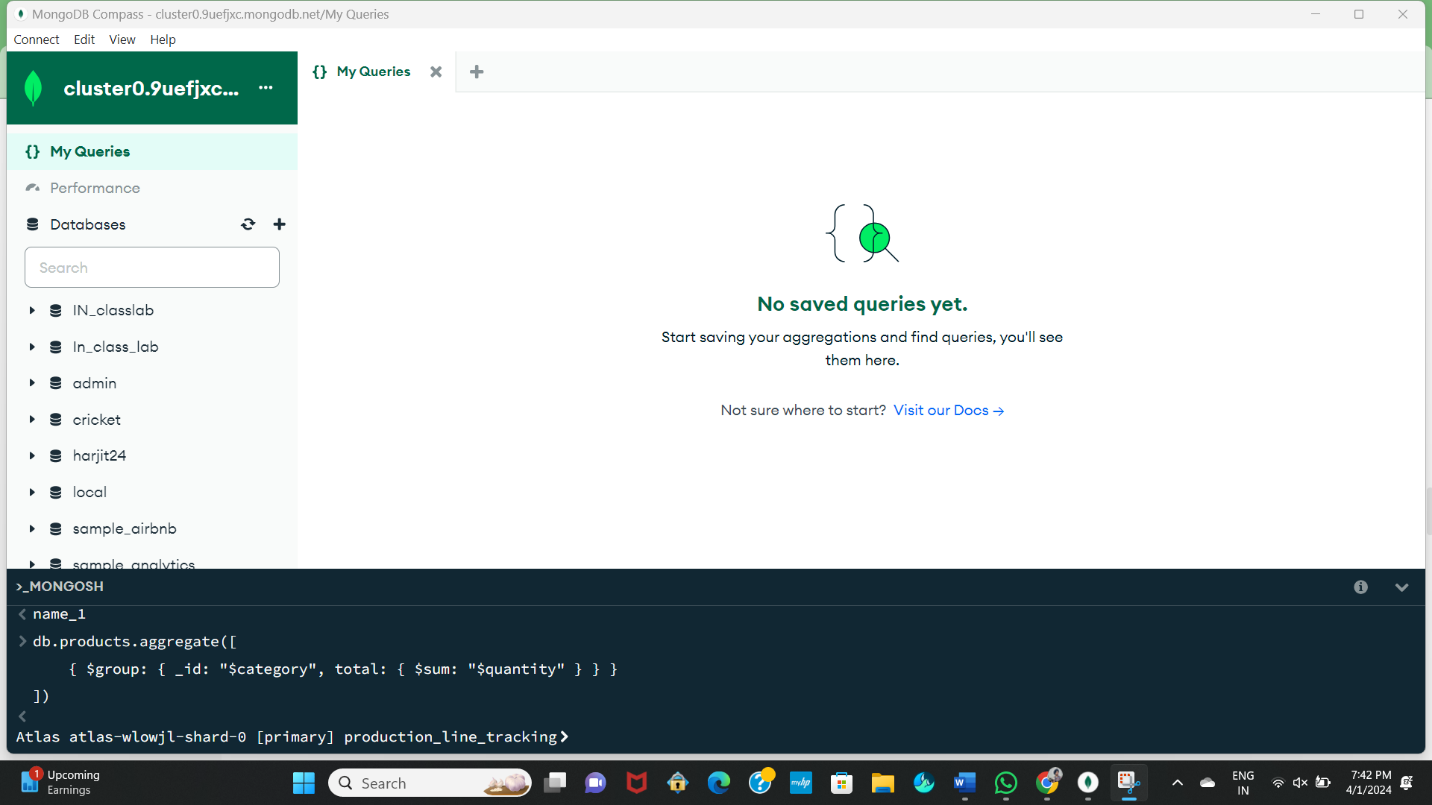 MongoDB Compass - cluster0.9uefjxc.mongodb.net/My Queries
Connect Edit View Help
cluster0.9uefjxc... ...
{} My Queries
Performance
Databases
Search
IN_classlab
In_class_lab
admin
cricket
harjit24
local
sample_airbnb
sample_analytics
{} My Queries
No saved queries yet.
Start saving your aggregations and find queries, you'll see
them here.
Not sure where to start? Visit our Docs →
>_MONGOSH
< name_1
> db.products.aggregate([
{ $group: { _id: "$category", total: { $sum: "$quantity" } } }
])
<
Atlas atlas-wlowjl-shard-0 [primary] production_line_tracking>
1
Upcoming
Earnings
Search
myhp
W
ENG
IN
7:42 PM
4/1/2024